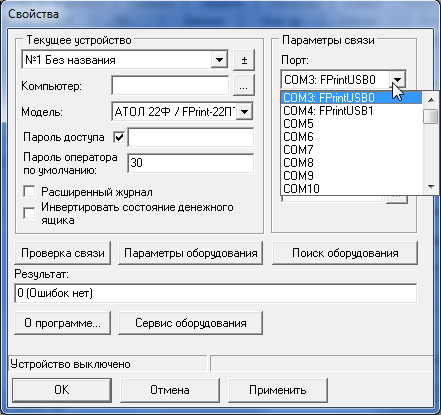 Свойства
Текущее устройство
№1 Без названия
±
Компьютер:
...
Модель:
АТОЛ 22Ф / FPrint-22ПТ
Пароль доступа
Пароль оператора
по умолчанию:
30
Расширенный журнал
Инвертировать состояние денежного
ящика
Параметры связи
Порт:
COM3: FPrintUSB0
COM3: FPrintUSB0
COM4: FPrintUSB1
COM5
COM6
COM7
COM8
COM9
COM10
Проверка связи
Параметры оборудования
Поиск оборудования
Результат:
0 (Ошибок нет)
О программе...
Сервис оборудования
Устройство выключено
OK
Отмена
Применить